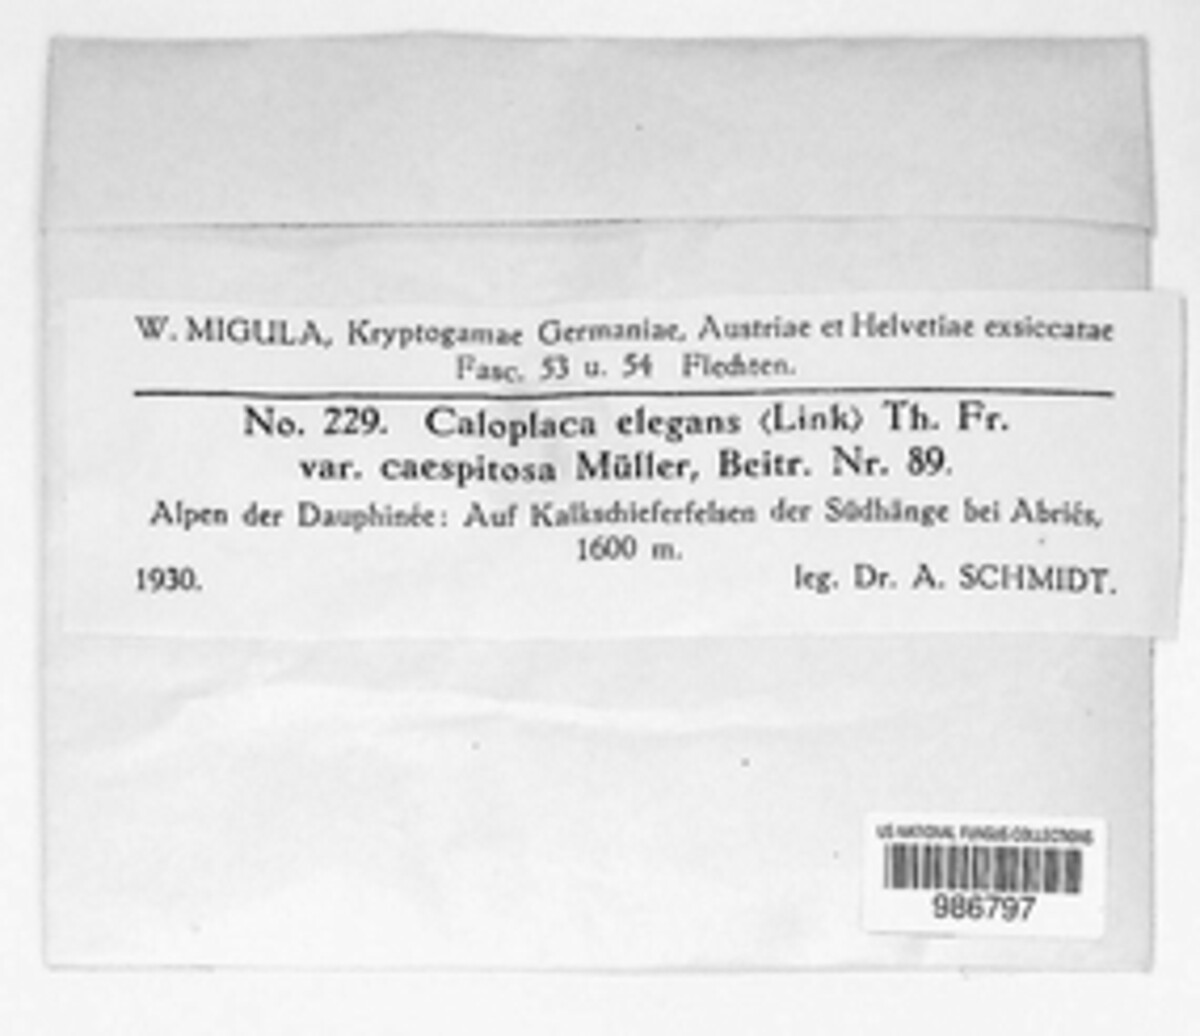 W. MIGULA, Kryptogamae Germaniae, Austriae et Helvetiae exsiccatae
Fasc. 53 u. 54 Flechten.
No. 229. Caloplaca elegans (Link) Th. Fr.
var. caespitosa Müller, Beitr. Nr. 89.
Alpen der Dauphinée: Auf Kalkschieferfelsen der Südhänge bei Abriés,
1600 m.
1930. leg. Dr. A. SCHMIDT.
US NATIONAL FUNGUS COLLECTIONS
986797